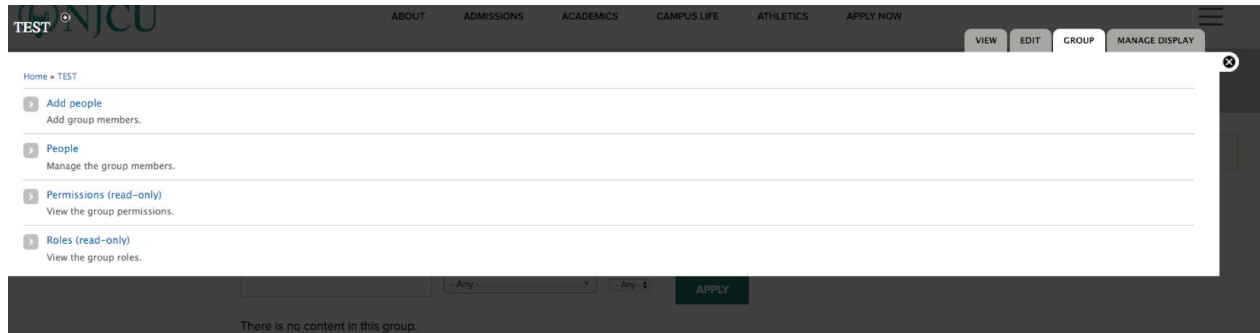 NJCU
ABOUT ADMISSIONS ACADEMICS CAMPUS LIFE ATHLETICS APPLY NOW
TEST
VIEW EDIT GROUP MANAGE DISPLAY
Home » TEST
Add people
Add group members.
People
Manage the group members.
Permissions (read-only)
View the group permissions.
Roles (read-only)
View the group roles.
- Any - - Any - APPLY
There is no content in this group.